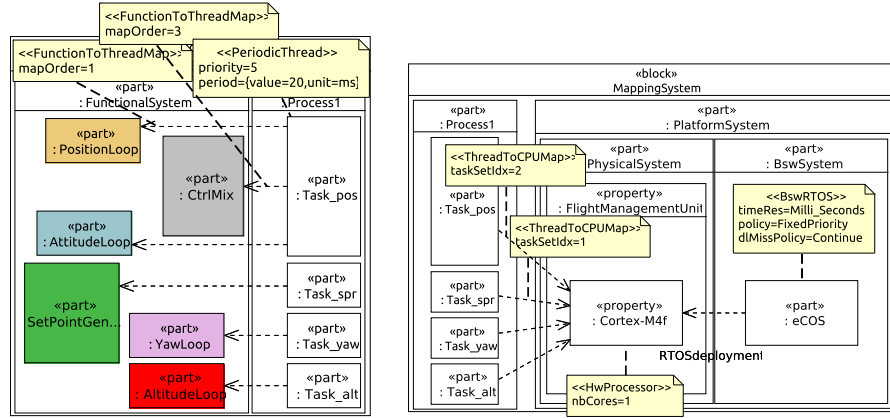 <<FunctionToThreadMap>>
mapOrder=3
<<FunctionToThreadMap>>
mapOrder=1
<<PeriodicThread>>
priority=5
period={value=20,unit=ms}
«part»
: FunctionalSystem
«part»
: Process1
«part»
: PositionLoop
«part»
: CtrlMix
«part»
: Task_pos
«part»
: AttitudeLoop
«part»
SetPointGen...
«part»
: Task_spr
«part»
: YawLoop
«part»
: Task_yaw
«part»
: AltitudeLoop
«part»
: Task_alt
«block»
MappingSystem
«part»
: Process1
«part»
: PlatformSystem
<<ThreadToCPUMap>>
taskSetIdx=2
«part»
: PhysicalSystem
«part»
: BswSystem
«part»
: Task_pos
«property»
: FlightManagementUnit
<<BswRTOS>>
timeRes=Milli_Seconds
policy=FixedPriority
dlMissPolicy=Continue
<<ThreadToCPUMap>>
taskSetIdx=1
«part»
: Task_spr
«property»
: Cortex-M4f
«part»
: eCOS
«part»
: Task_yaw
RTOSdeployment
«part»
: Task_alt
<<HwProcessor>>
nbCores=1